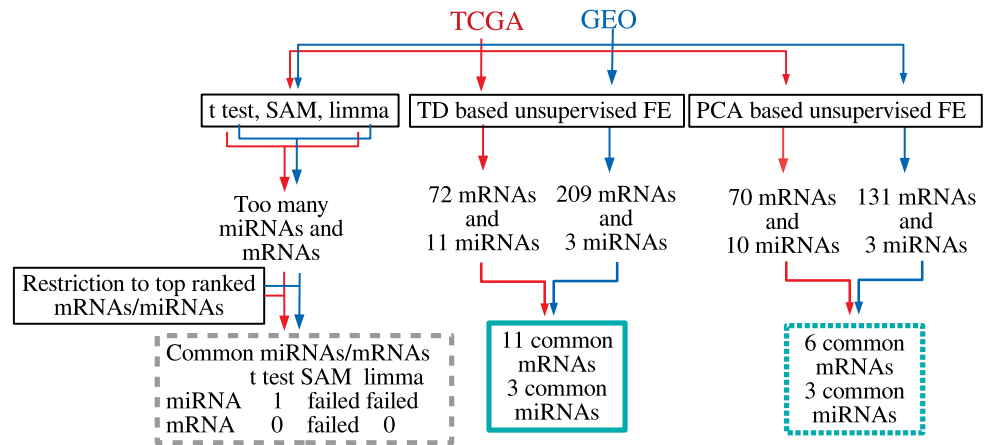 TCGA
GEO
t test, SAM, limma
TD based unsupervised FE
PCA based unsupervised FE
Too many
miRNAs and
mRNAs
72 mRNAs
and
11 miRNAs
209 mRNAs
and
3 miRNAs
70 mRNAs
and
10 miRNAs
131 mRNAs
and
3 miRNAs
Restriction to top ranked
mRNAs/miRNAs
Common miRNAs/mRNAs
t test SAM limma
miRNA 1 failed failed
mRNA 0 failed 0
11 common
mRNAs
3 common
miRNAs
6 common
mRNAs
3 common
miRNAs